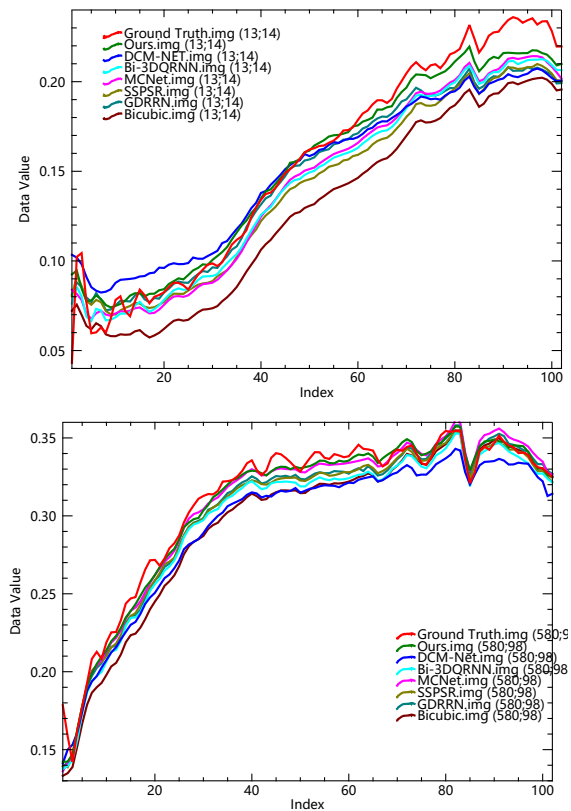 Ground Truth.img (13;14)
Ours.img (13;14)
DCM-NET.img (13;14)
Bi-3DQRNN.img (13;14)
MCNet.img (13;14)
SSPSR.img (13;14)
GDRRN.img (13;14)
Bicubic.img (13;14)
Data Value
0.20
0.15
0.10
0.05
20 40 60 80 100
Index
Data Value
0.35
0.30
0.25
0.20
0.15
Ground Truth.img (580;9
Ours.img (580;98)
DCM-Net.img (580;98)
Bi-3DQRNN.img (580;98
MCNet.img (580;98)
SSPSR.img (580;98)
GDRRN.img (580;98)
Bicubic.img (580;98)
20 40 60 80 100
Index